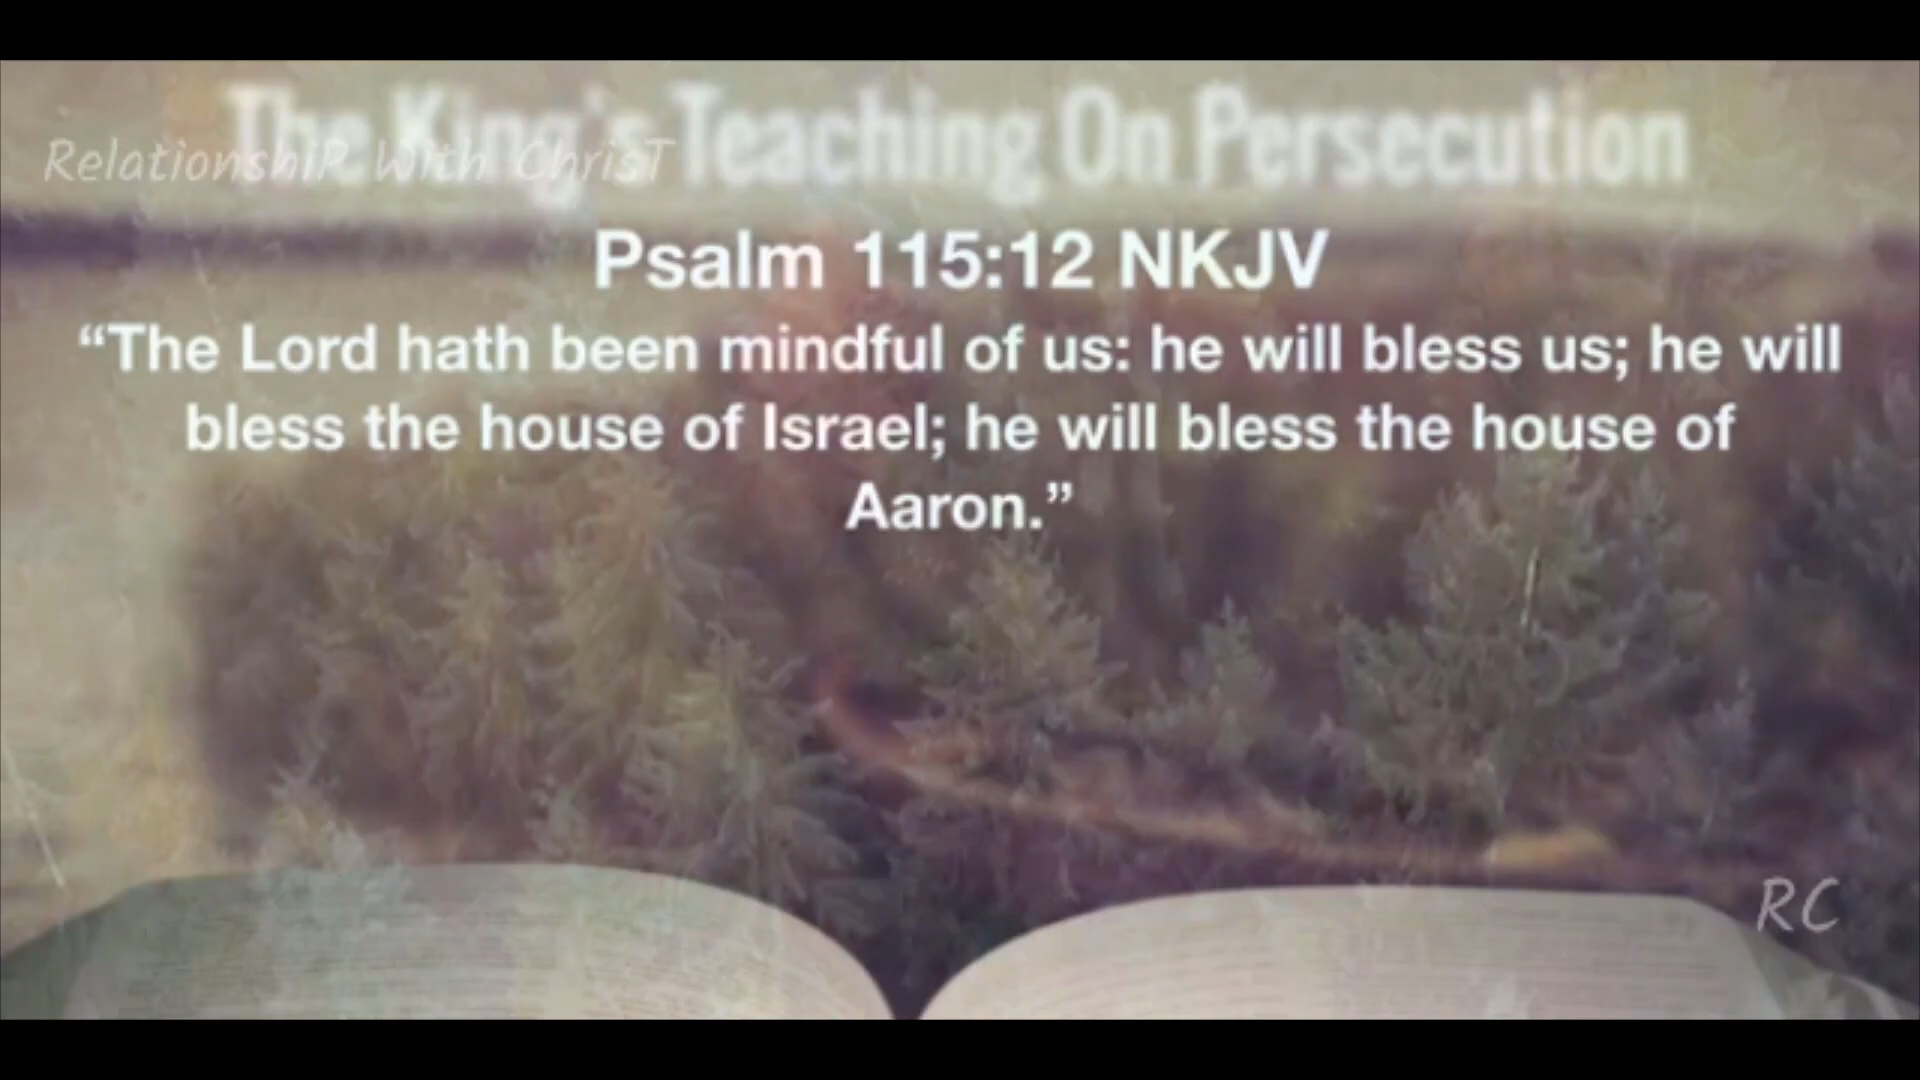 The King's Teaching On Persecution
RelationshiP With ChrisT
Psalm 115:12 NKJV
“The Lord hath been mindful of us: he will bless us; he will
bless the house of Israel; he will bless the house of
Aaron.”
RC